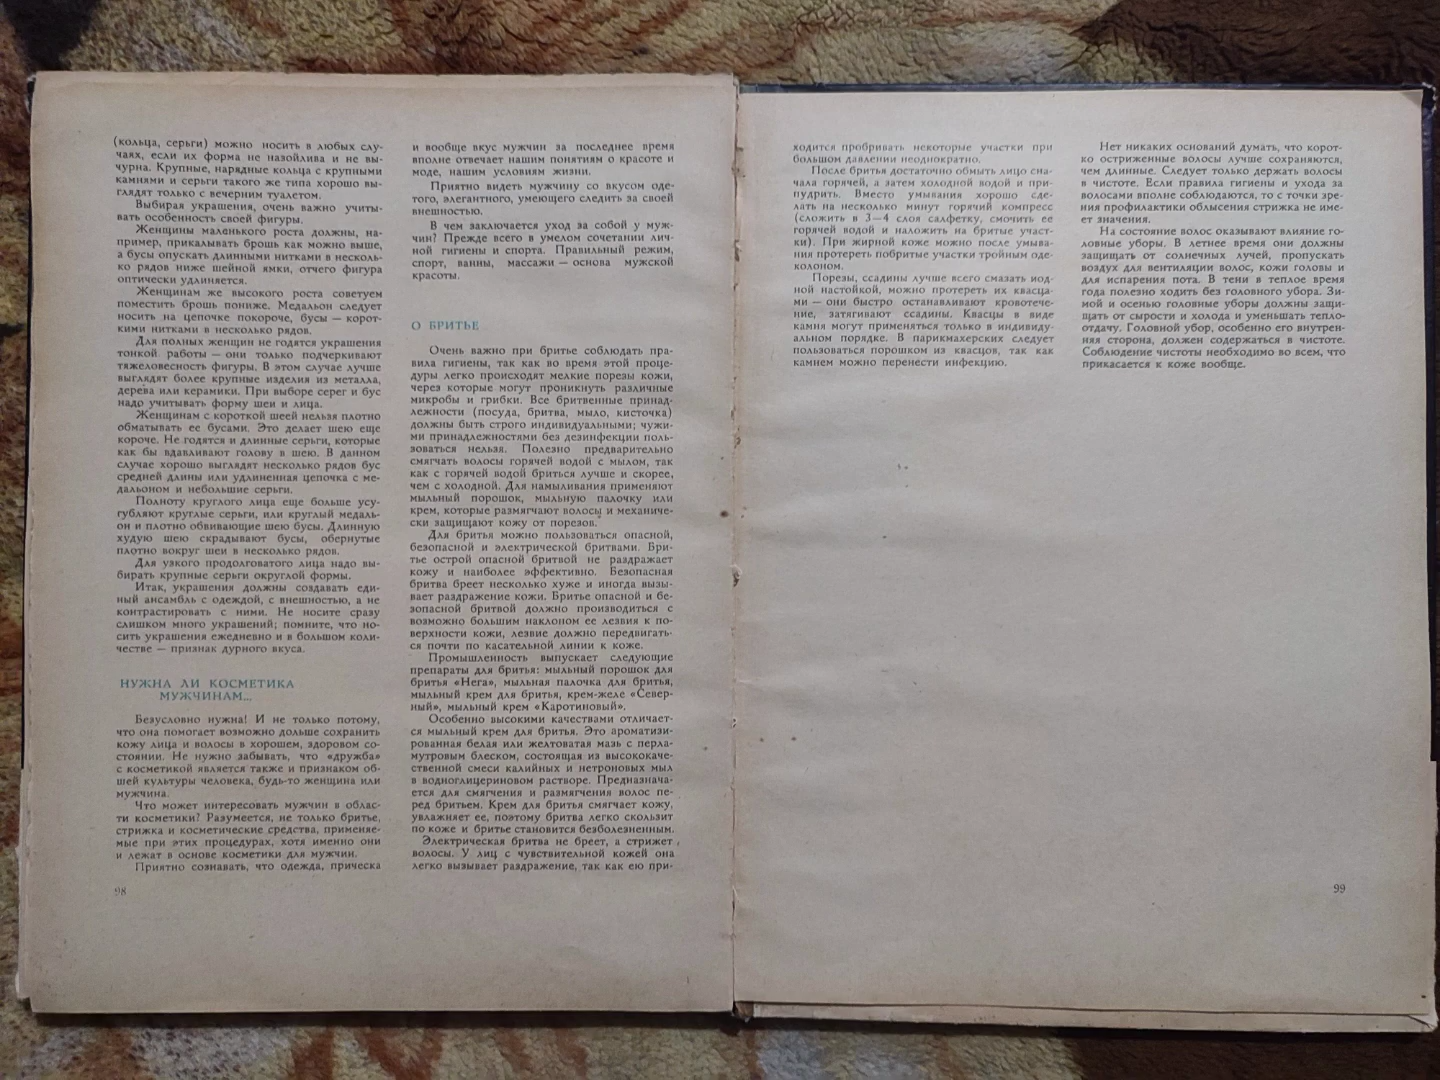 (кольца, серьги) можно носить в любых слу-
чаях, если их форма не назойлива и не вы-
чурна. Крупные, нарядные кольца с крупными
камнями и серьги такого же типа хорошо вы-
глядят только с вечерним туалетом.
Выбирая украшения, очень важно учиты-
вать особенность своей фигуры.
Женщины маленького роста должны, на-
пример, прикалывать брошь как можно выше,
а бусы опускать длинными нитками в несколь-
ко рядов ниже шейной ямки, отчего фигура
оптически удлиняется.
Женщинам же высокого роста советуем
поместить брошь пониже. Медальон следует
носить на цепочке покороче, бусы — корот-
кими нитками в несколько рядов.
Для полных женщин не годятся украшения
тонкой работы — они только подчеркивают
тяжеловесность фигуры. В этом случае лучше
выглядят более крупные изделия из металла,
дерева или керамики. При выборе серег и бус
надо учитывать форму шеи и лица.
Женщинам с короткой шеей нельзя плотно
обматывать ее бусами. Это делает шею еще
короче. Не годятся и длинные серьги, которые
как бы вдавливают голову в шею. В данном
случае хорошо выглядят несколько рядов бус
средней длины или удлиненная цепочка с ме-
дальоном и небольшие серьги.
Полноту круглого лица еще больше усу-
губляют круглые серьги, или круглый медаль-
он и плотно обвивающие шею бусы. Длинную
худую шею скрадывают бусы, обернутые
плотно вокруг шеи в несколько рядов.
Для узкого продолговатого лица надо вы-
бирать крупные серьги округлой формы.
Итак, украшения должны создавать еди-
ный ансамбль с одеждой, с внешностью, а не
контрастировать с ними. Не носите сразу
слишком много украшений; помните, что но-
сить украшения ежедневно и в большом коли-
честве — признак дурного вкуса.
НУЖНА ЛИ КОСМЕТИКА
МУЖЧИНАМ...
Безусловно нужна! И не только потому,
что она помогает возможно дольше сохранить
кожу лица и волосы в хорошем, здоровом со-
стоянии. Не нужно забывать, что «дружба»
с косметикой является также и признаком об-
щей культуры человека, будь-то женщина или
мужчина.
Что может интересовать мужчин в облас-
ти косметики? Разумеется, не только бритье,
стрижка и косметические средства, применяе-
мые при этих процедурах, хотя именно они
и лежат в основе косметики для мужчин.
Приятно сознавать, что одежда, прическа
98
и вообще вкус мужчин за последнее время
вполне отвечает нашим понятиям о красоте и
моде, нашим условиям жизни.
Приятно видеть мужчину со вкусом оде-
того, элегантного, умеющего следить за своей
внешностью.
В чем заключается уход за собой у муж-
чин? Прежде всего в умелом сочетании лич-
ной гигиены и спорта. Правильный режим,
спорт, ванны, массажи — основа мужской
красоты.
О БРИТЬЕ
Очень важно при бритье соблюдать пра-
вила гигиены, так как во время этой проце-
дуры легко происходят мелкие порезы кожи,
через которые могут проникнуть различные
микробы и грибки. Все бритвенные принад-
лежности (посуда, бритва, мыло, кисточка)
должны быть строго индивидуальными; чужи-
ми принадлежностями без дезинфекции поль-
зоваться нельзя. Полезно предварительно
смягчать волосы горячей водой с мылом, так
как с горячей водой бриться лучше и скорее,
чем с холодной. Для намыливания применяют
мыльный порошок, мыльную палочку или
крем, которые размягчают волосы и механиче-
ски защищают кожу от порезов.
Для бритья можно пользоваться опасной,
безопасной и электрической бритвами. Бри-
тье острой опасной бритвой не раздражает
кожу и наиболее эффективно. Безопасная
бритва бреет несколько хуже и иногда вызы-
вает раздражение кожи. Бритье опасной и бе-
зопасной бритвой должно производиться с
возможно большим наклоном ее лезвия к по-
верхности кожи, лезвие должно передвигать-
ся почти по касательной линии к коже.
Промышленность выпускает следующие
препараты для бритья: мыльный порошок для
бритья «Нега», мыльная палочка для бритья,
мыльный крем для бритья, крем-желе «Север-
ный», мыльный крем «Каротиновый».
Особенно высокими качествами отличает-
ся мыльный крем для бритья. Это ароматизи-
рованная белая или желтоватая мазь с перла-
мутровым блеском, состоящая из высококаче-
ственной смеси калийных и нетроновых мыл
в водноглицериновом растворе. Предназнача-
ется для смягчения и размягчения волос пе-
ред бритьем. Крем для бритья смягчает кожу,
увлажняет ее, поэтому бритва легко скользит
по коже и бритье становится безболезненным.
Электрическая бритва не бреет, а стрижет
волосы. У лиц с чувствительной кожей она
легко вызывает раздражение, так как ею при-
ходится пробривать некоторые участки при
большом давлении неоднократно.
После бритья достаточно обмыть лицо сна-
чала горячей, а затем холодной водой и при-
пудрить. Вместо умывания хорошо сде-
лать на несколько минут горячий компресс
(сложить в 3—4 слоя салфетку, смочить ее
горячей водой и наложить на бритые участ-
ки). При жирной коже можно после умыва-
ния протереть побритые участки тройным оде-
колоном.
Порезы, ссадины лучше всего смазать йод-
ной настойкой, можно протереть их квасца-
ми — они быстро останавливают кровотече-
ние, затягивают ссадины. Квасцы в виде
камня могут применяться только в индивиду-
альном порядке. В парикмахерских следует
пользоваться порошком из квасцов, так как
камнем можно перенести инфекцию.
Нет никаких оснований думать, что корот-
ко остриженные волосы лучше сохраняются,
чем длинные. Следует только держать волосы
в чистоте. Если правила гигиены и ухода за
волосами вполне соблюдаются, то с точки зре-
ния профилактики облысения стрижка не име-
ет значения.
На состояние волос оказывают влияние го-
ловные уборы. В летнее время они должны
защищать от солнечных лучей, пропускать
воздух для вентиляции волос, кожи головы и
для испарения пота. В тени в теплое время
года полезно ходить без головного убора. Зи-
мой и осенью головные уборы должны защи-
щать от сырости и холода и уменьшать тепло-
отдачу. Головной убор, особенно его внутрен-
няя сторона, должен содержаться в чистоте.
Соблюдение чистоты необходимо во всем, что
прикасается к коже вообще.
99